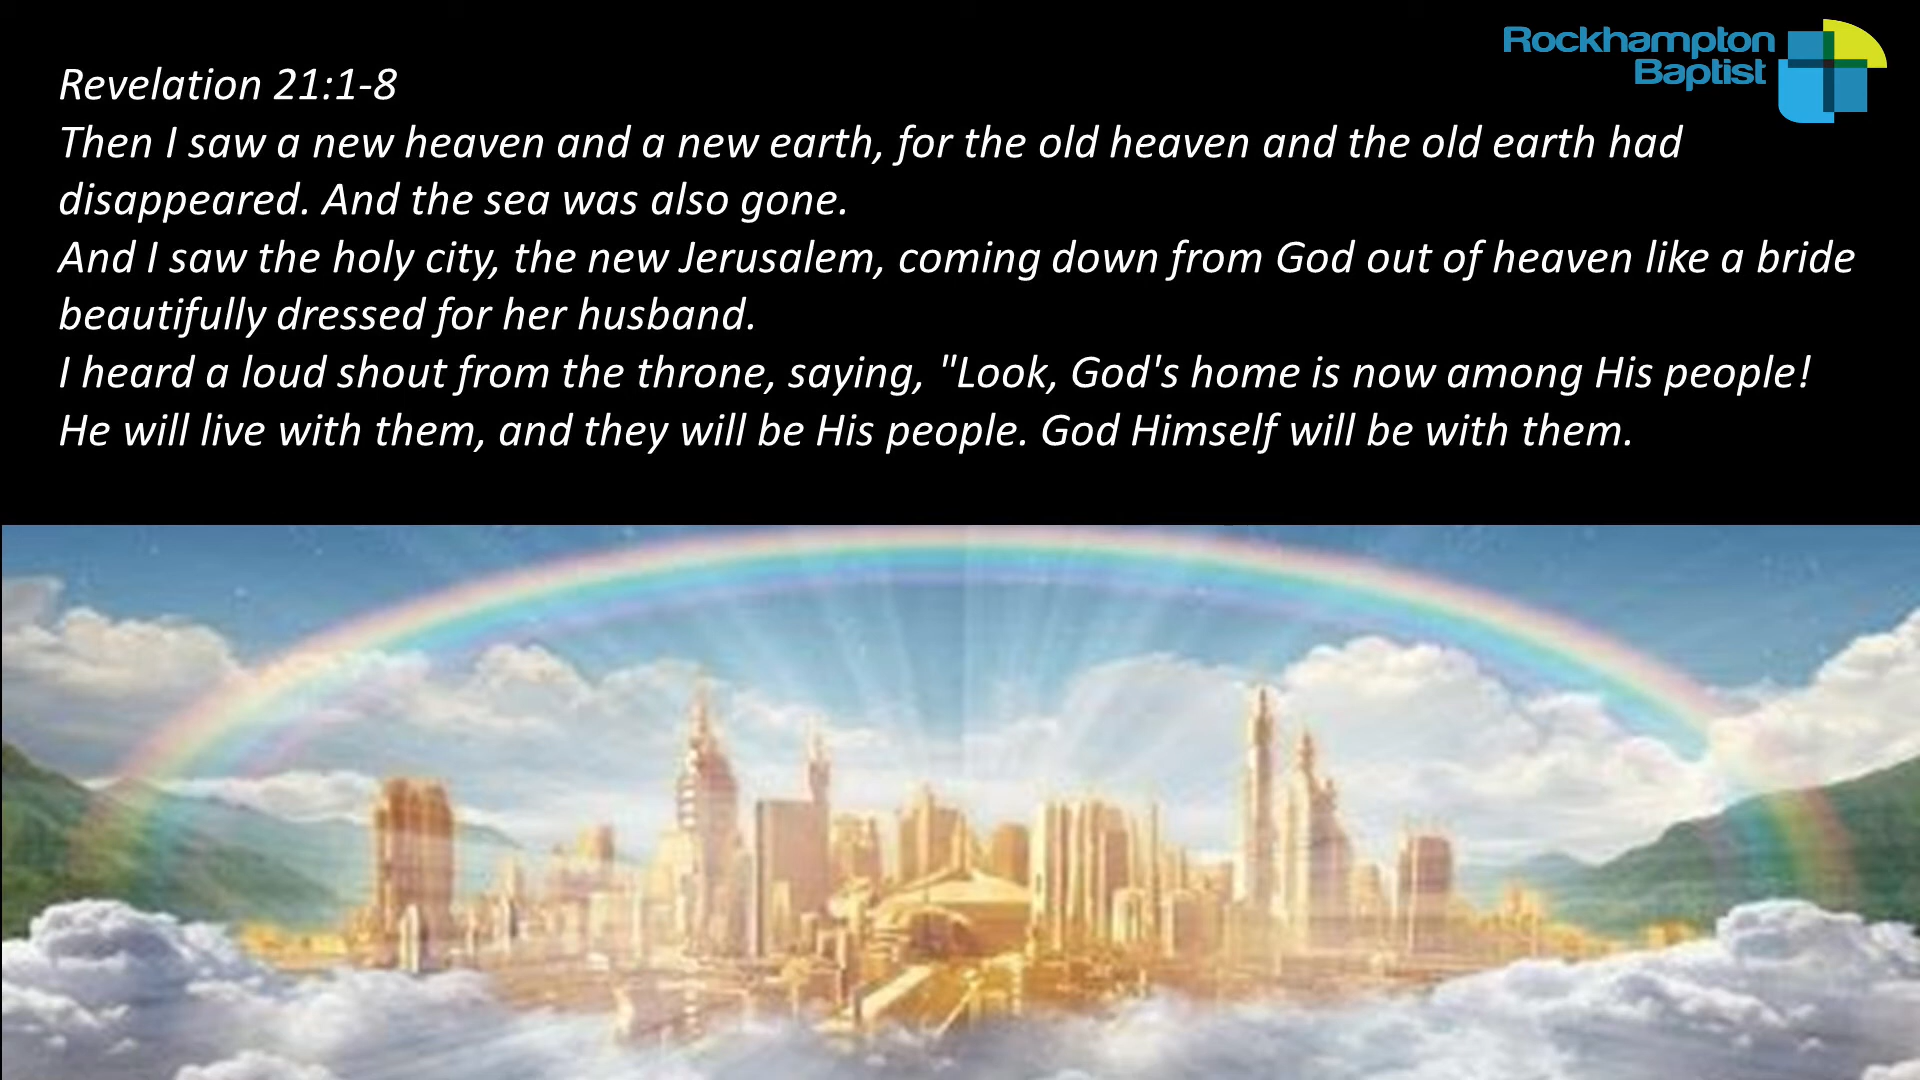 Rockhampton
Baptist
Revelation 21:1-8
Then I saw a new heaven and a new earth, for the old heaven and the old earth had
disappeared. And the sea was also gone.
And I saw the holy city, the new Jerusalem, coming down from God out of heaven like a bride
beautifully dressed for her husband.
I heard a loud shout from the throne, saying, "Look, God's home is now among His people!
He will live with them, and they will be His people. God Himself will be with them.